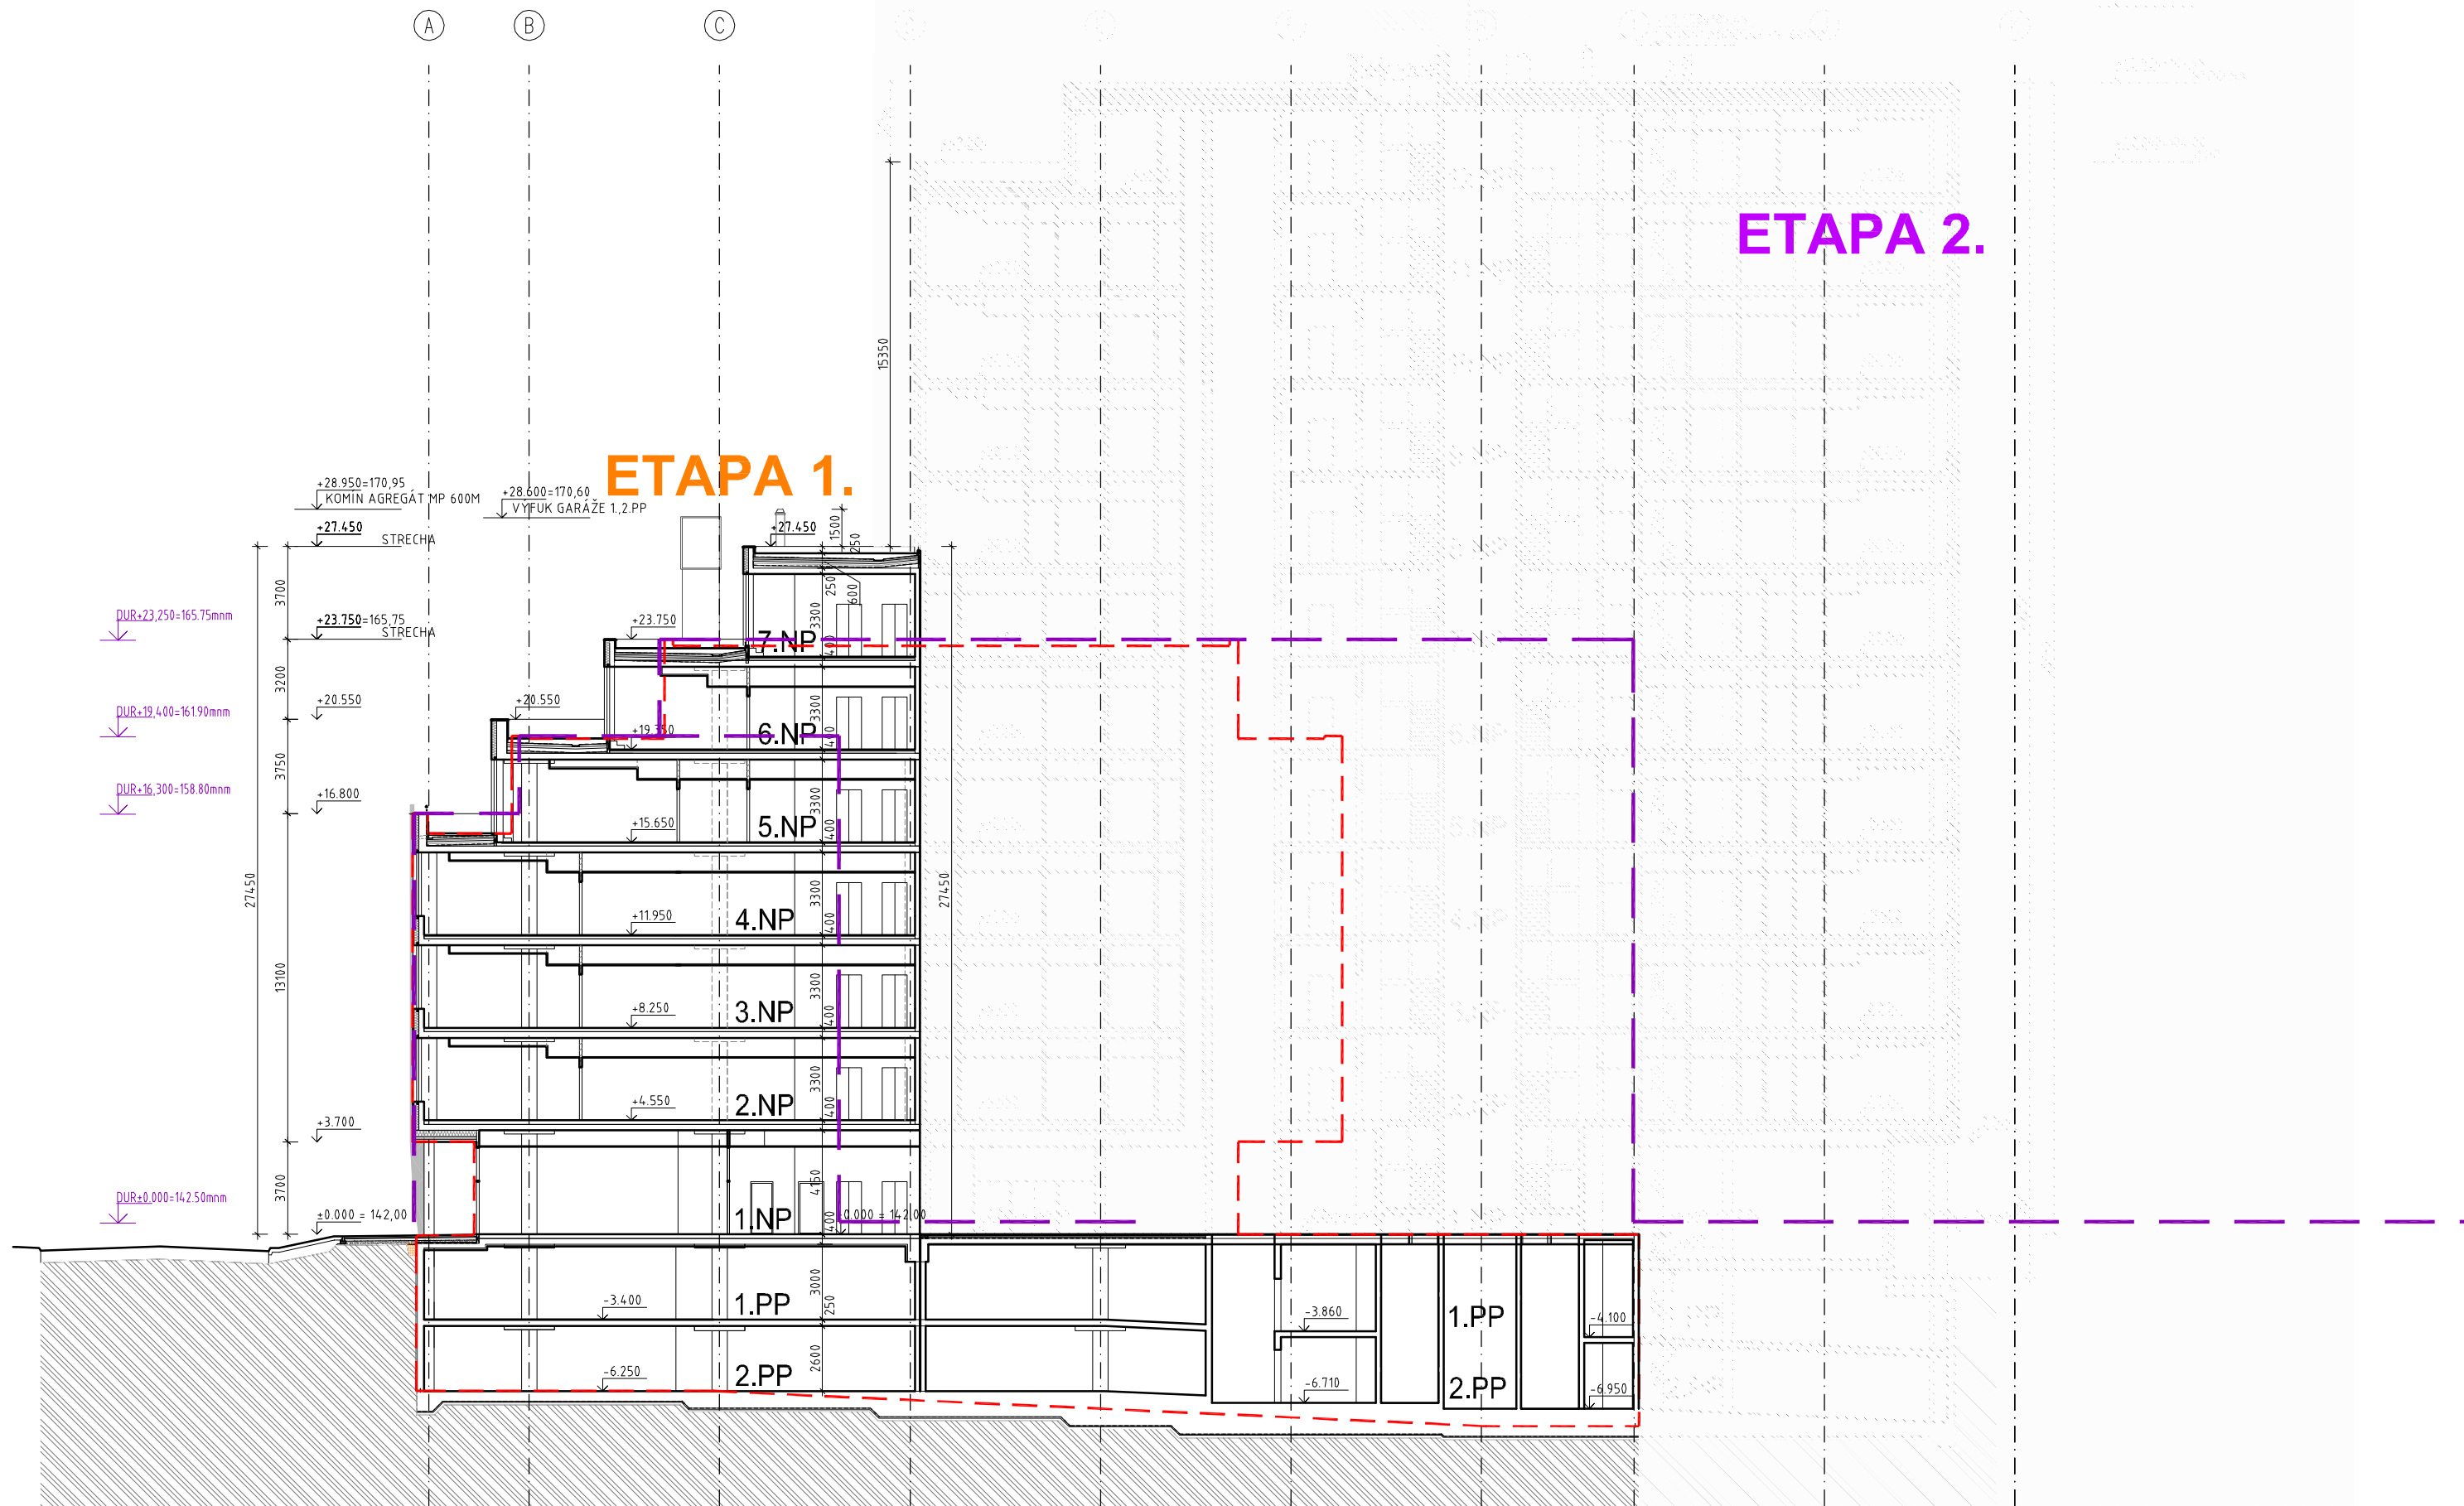 A
B
C
ETAPA 2.
15350
ETAPA 1.
+28.950=170,95
KOMÍN AGREGÁT MP 600M
+28.600=170,60
VÝFUK GARÁŽE 1.,2.PP
+27.450
STRECHA
+27.450
1500
250
3700
250
600
3300
DUR+23,250=165.75mnm
+23.750=165,75
STRECHA
+23.750
7.NP
400
3200
+20.550
+20.550
DUR+19,400=161.90mnm
+19.350
6.NP
3300
400
3750
DUR+16,300=158.80mnm
+16.800
+15.650
5.NP
3300
400
27450
27450
+11.950
4.NP
3300
400
13100
+8.250
3.NP
3300
400
+4.550
2.NP
3300
400
+3.700
3700
4150
DUR±0.000=142.50mnm
±0.000 = 142,00
1.NP
400
0.000 = 142,00
3000
-3.400
1.PP
250
-3.860
1.PP
-4.100
2600
-6.250
2.PP
-6.710
2.PP
-6.950